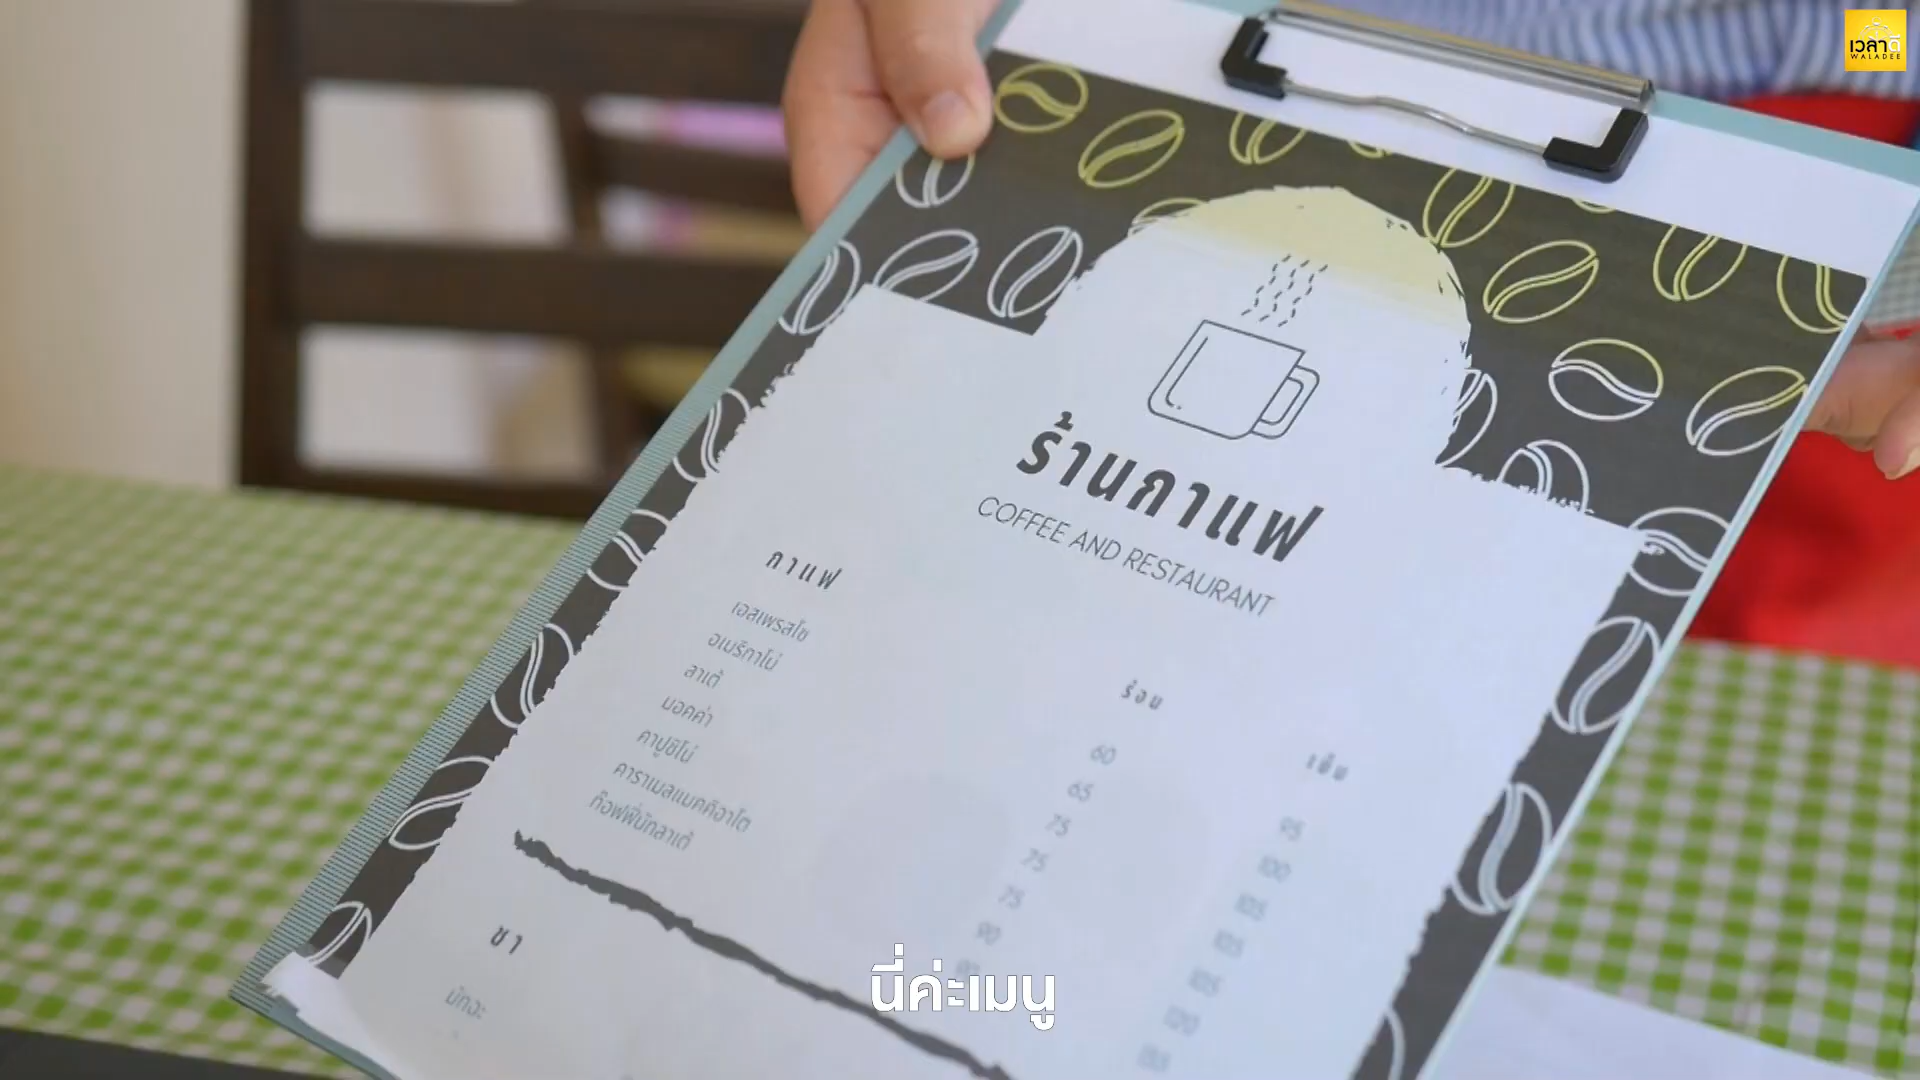 เวลาดี
WALADEE
ร้านกาแฟ
COFFEE AND RESTAURANT
กาแฟ
ร้อน
เย็น
เอสเพรสโซ 60 95
อเมริกาโน่ 65 100
ลาเต้ 75 105
มอคค่า 75 105
คาปูชิโน่ 75 105
คาราเมลแมคคิอาโต 90 120
ท๊อฟฟี่นัทลาเต้ 90
ชา
มัทฉะ
นี่ค่ะเมนู